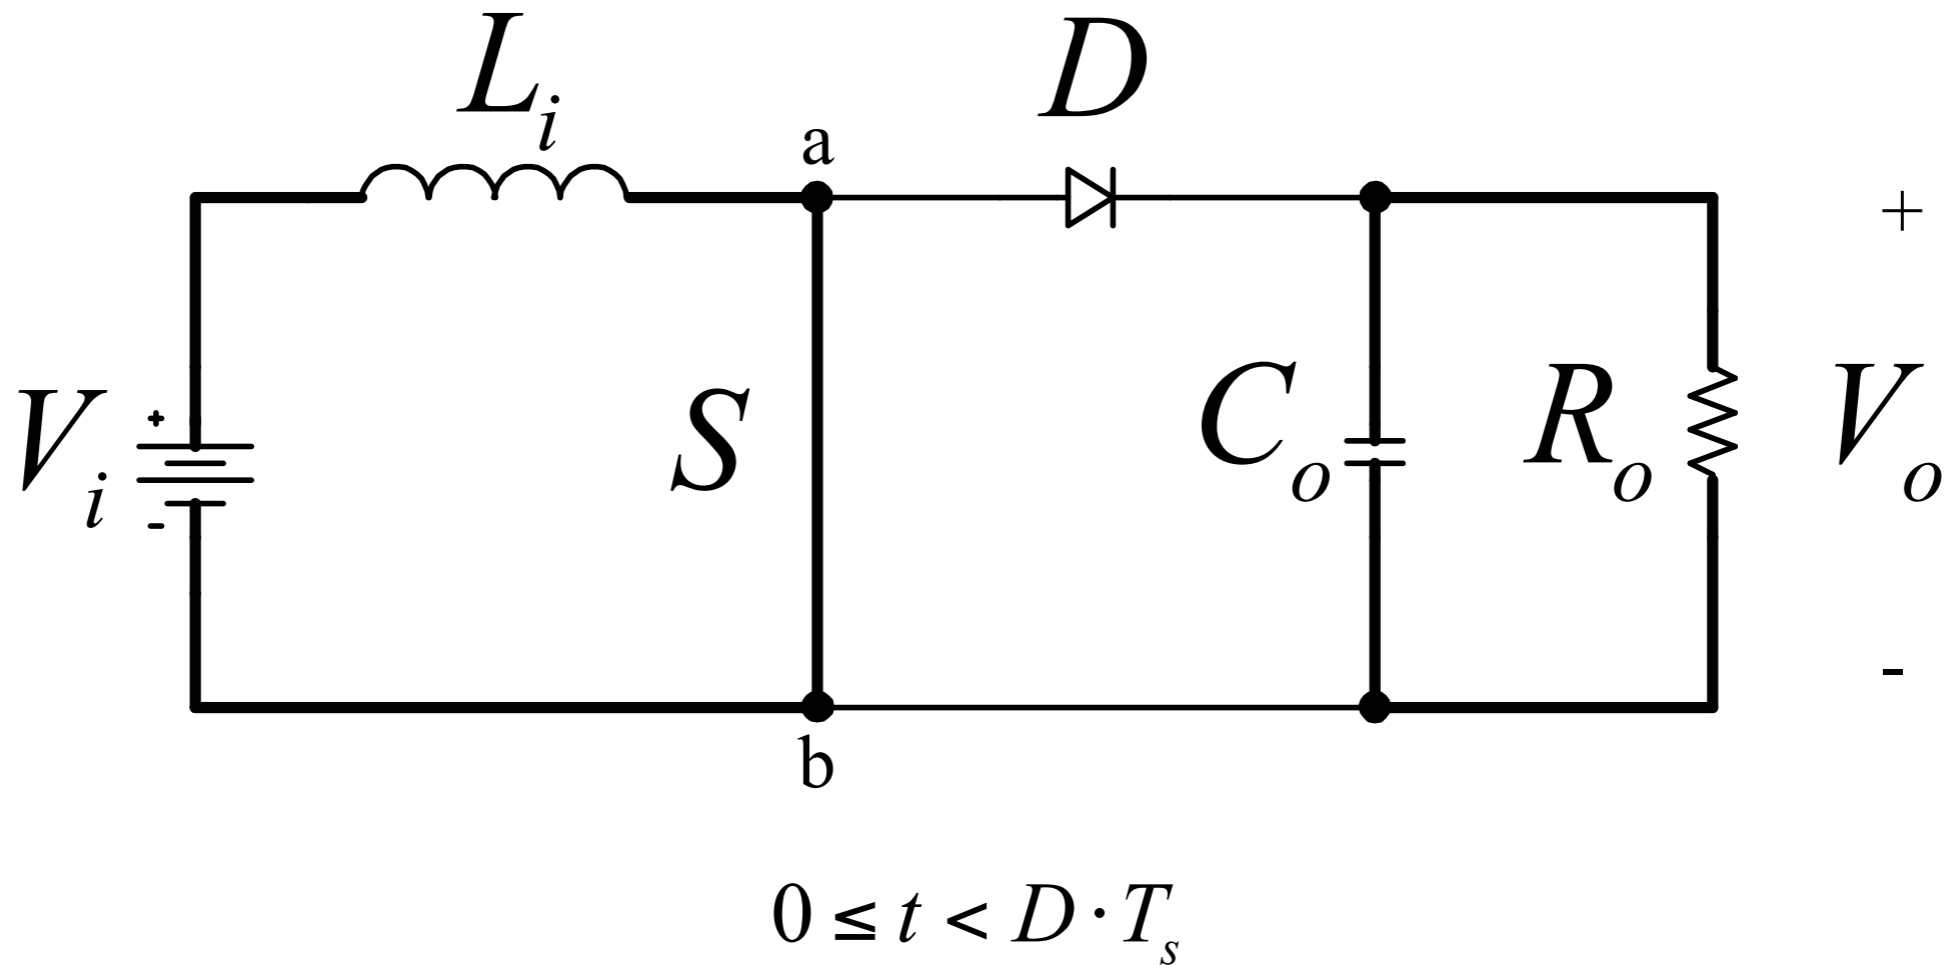 L_i
D
a
+
V_i
+
-
S
C_o
R_o
V_o
-
b
0 ≤ t < D · T_s